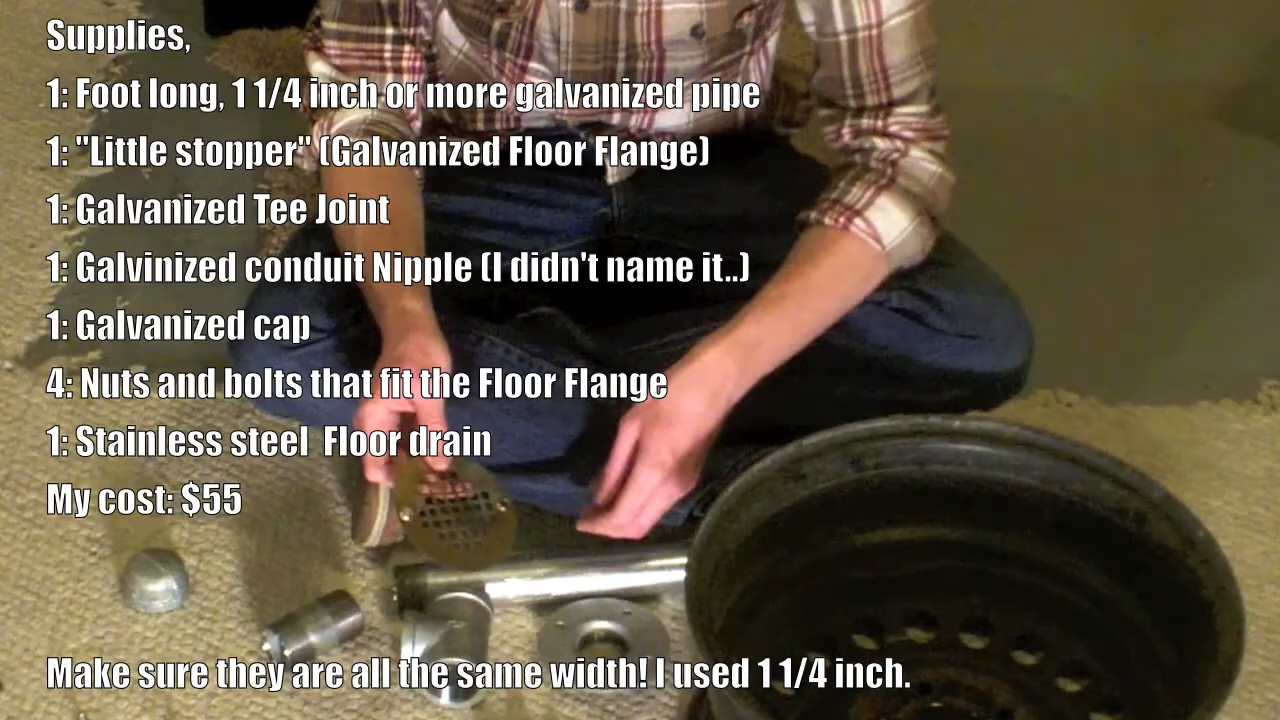 Supplies,
1: Foot long, 1 1/4 inch or more galvanized pipe
1: "Little stopper" (Galvanized Floor Flange)
1: Galvanized Tee Joint
1: Galvinized conduit Nipple (I didn't name it..)
1: Galvanized cap
4: Nuts and bolts that fit the Floor Flange
1: Stainless steel  Floor drain
My cost: $55
Make sure they are all the same width! I used 1 1/4 inch.